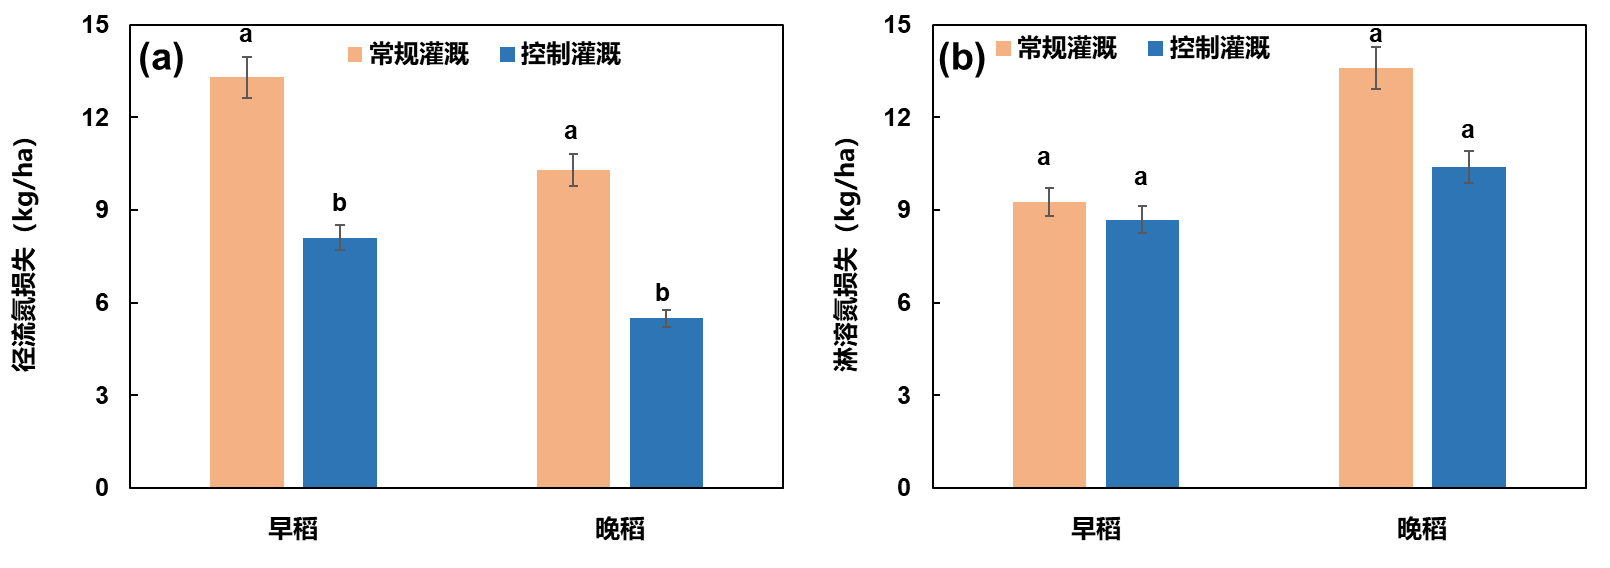 (a)
常规灌溉 控制灌溉
径流氮损失（kg/ha）
15
12
9
6
3
0
a
b
a
b
早稻 晚稻
(b)
常规灌溉 控制灌溉
淋溶氮损失（kg/ha）
15
12
9
6
3
0
a
a
a
a
早稻 晚稻